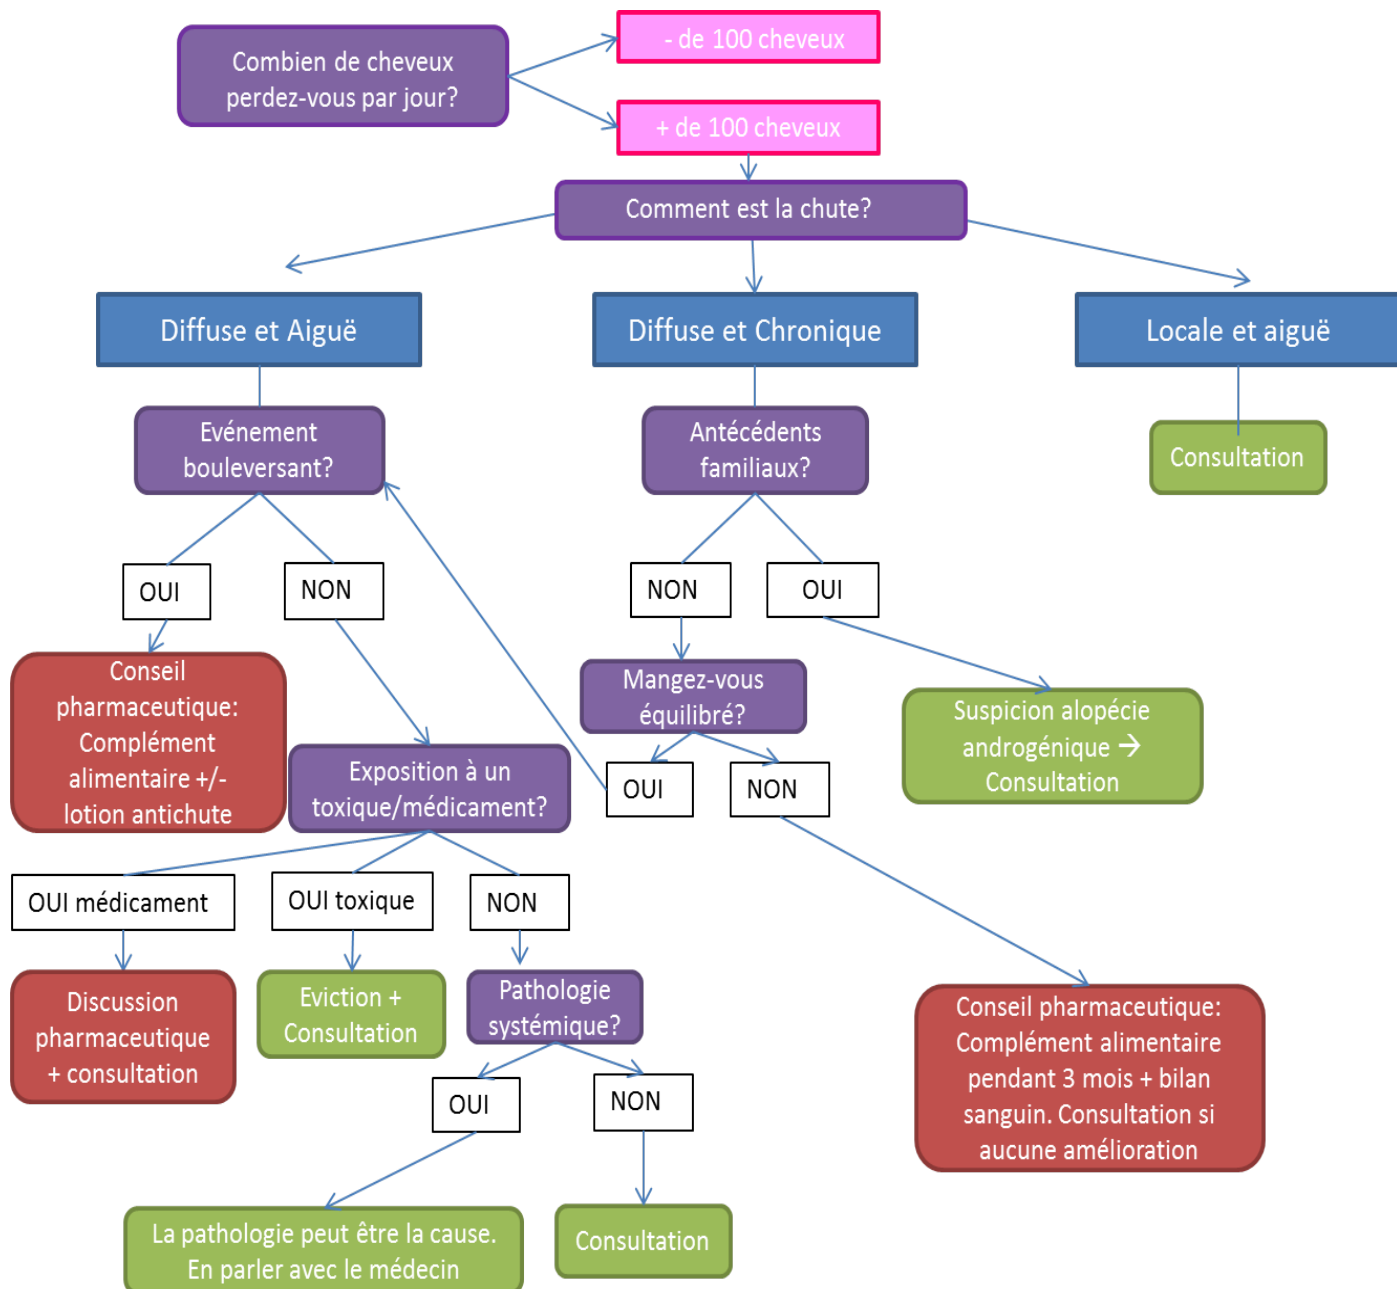 - de 100 cheveux
Combien de cheveux
perdez-vous par jour?
+ de 100 cheveux
Comment est la chute?
Diffuse et Aiguë
Diffuse et Chronique
Locale et aiguë
Evénement
bouleversant?
Antécédents
familiaux?
Consultation
OUI
NON
NON
OUI
Conseil
pharmaceutique:
Complément
alimentaire +/-
lotion antichute
Mangez-vous
équilibré?
Suspicion alopécie
androgénique →
Consultation
Exposition à un
toxique/médicament?
OUI
NON
OUI médicament
OUI toxique
NON
Discussion
pharmaceutique
+ consultation
Eviction +
Consultation
Pathologie
systémique?
Conseil pharmaceutique:
Complément alimentaire
pendant 3 mois + bilan
sanguin. Consultation si
aucune amélioration
OUI
NON
La pathologie peut être la cause.
En parler avec le médecin
Consultation